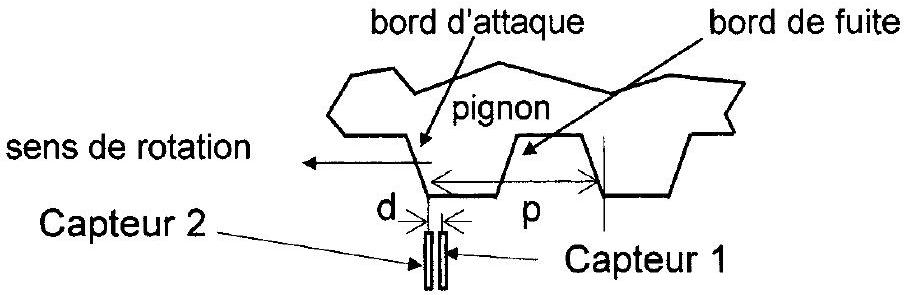 bord d'attaque
bord de fuite
pignon
sens de rotation
d
p
Capteur 2
Capteur 1